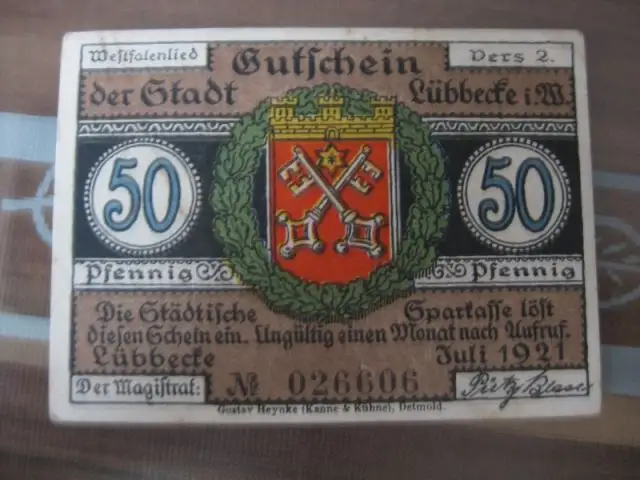 Westfalenlied
Vers 2.
Gutschein
der Stadt Lübbecke i.W.
50 50
Pfennig Pfennig
Die Städtische Sparkasse löst
diesen Schein ein. Ungültig einen Monat nach Aufruf.
Lübbecke Juli 1921
Der Magistrat: № 026606
Gustav Heynke (Kanne & Kühne), Detmold.